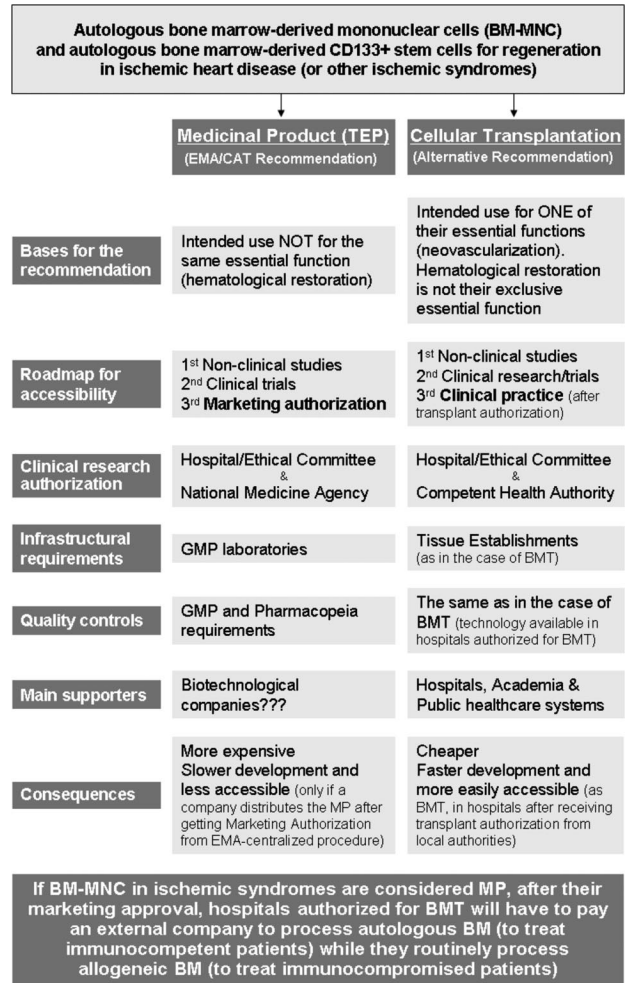 Autologous bone marrow-derived mononuclear cells (BM-MNC)
and autologous bone marrow-derived CD133+ stem cells for regeneration
in ischemic heart disease (or other ischemic syndromes)
Medicinal Product (TEP)
(EMA/CAT Recommendation)
Cellular Transplantation
(Alternative Recommendation)
Bases for the
recommendation
Intended use NOT for the
same essential function
(hematological restoration)
Intended use for ONE of
their essential functions
(neovascularization).
Hematological restoration
is not their exclusive
essential function
Roadmap for
accessibility
1st Non-clinical studies
2nd Clinical trials
3rd Marketing authorization
1st Non-clinical studies
2nd Clinical research/trials
3rd Clinical practice (after
transplant authorization)
Clinical research
authorization
Hospital/Ethical Committee
&
National Medicine Agency
Hospital/Ethical Committee
&
Competent Health Authority
Infrastructural
requirements
GMP laboratories
Tissue Establishments
(as in the case of BMT)
Quality controls
GMP and Pharmacopeia
requirements
The same as in the case of
BMT (technology available in
hospitals authorized for BMT)
Main supporters
Biotechnological
companies???
Hospitals, Academia &
Public healthcare systems
Consequences
More expensive
Slower development and
less accessible (only if a
company distributes the MP after
getting Marketing Authorization
from EMA-centralized procedure)
Cheaper
Faster development and
more easily accessible (as
BMT, in hospitals after receiving
transplant authorization from
local authorities)
If BM-MNC in ischemic syndromes are considered MP, after their
marketing approval, hospitals authorized for BMT will have to pay
an external company to process autologous BM (to treat
immunocompetent patients) while they routinely process
allogeneic BM (to treat immunocompromised patients)